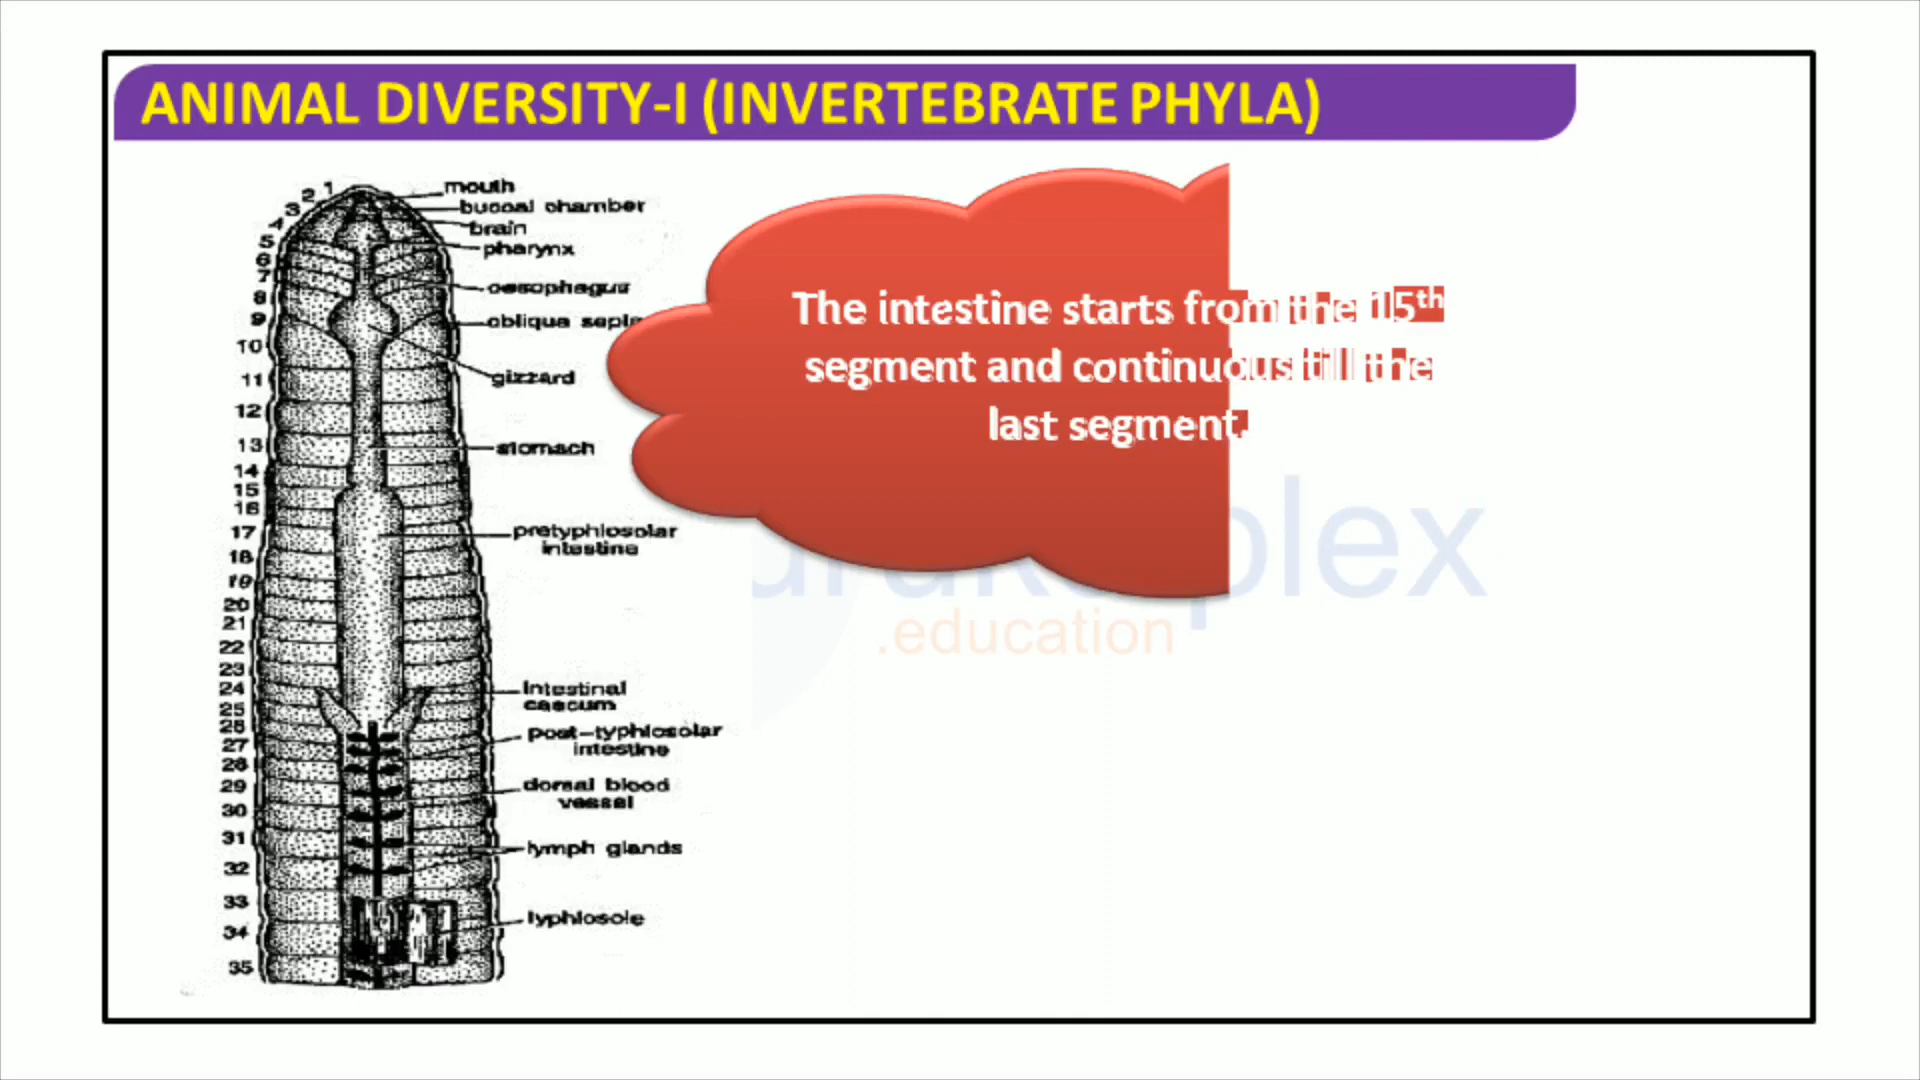 ANIMAL DIVERSITY-I (INVERTEBRATE PHYLA)
1
2
3
4
5
6
7
8
9
10
11
12
13
14
15
16
17
18
19
20
21
22
23
24
25
26
27
28
29
30
31
32
33
34
35
mouth
buccal chamber
brain
pharynx
oesophagus
obliqua septa
gizzard
stomach
pretyphlosolar
intestine
Intestinal
caecum
post-typhlosolar
intestine
dorsal blood
vessel
lymph glands
typhlosole
The intestine starts from the 15th
segment and continuous till the
last segment.
plex
.education